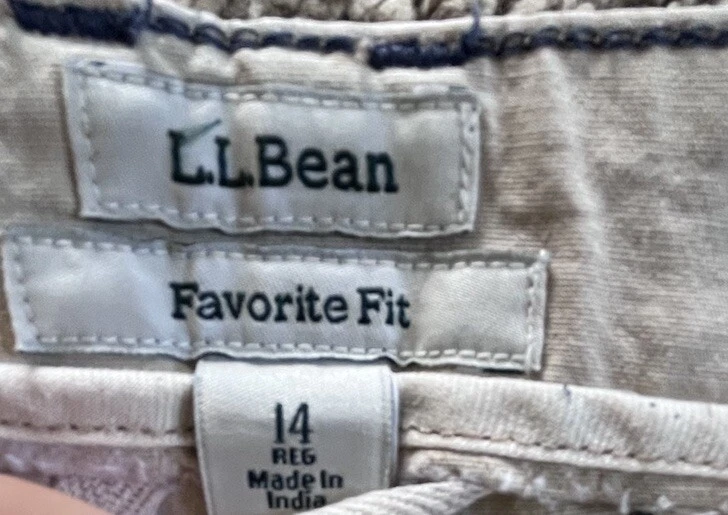 L.L.Bean
Favorite Fit
14
REG
Made In
India